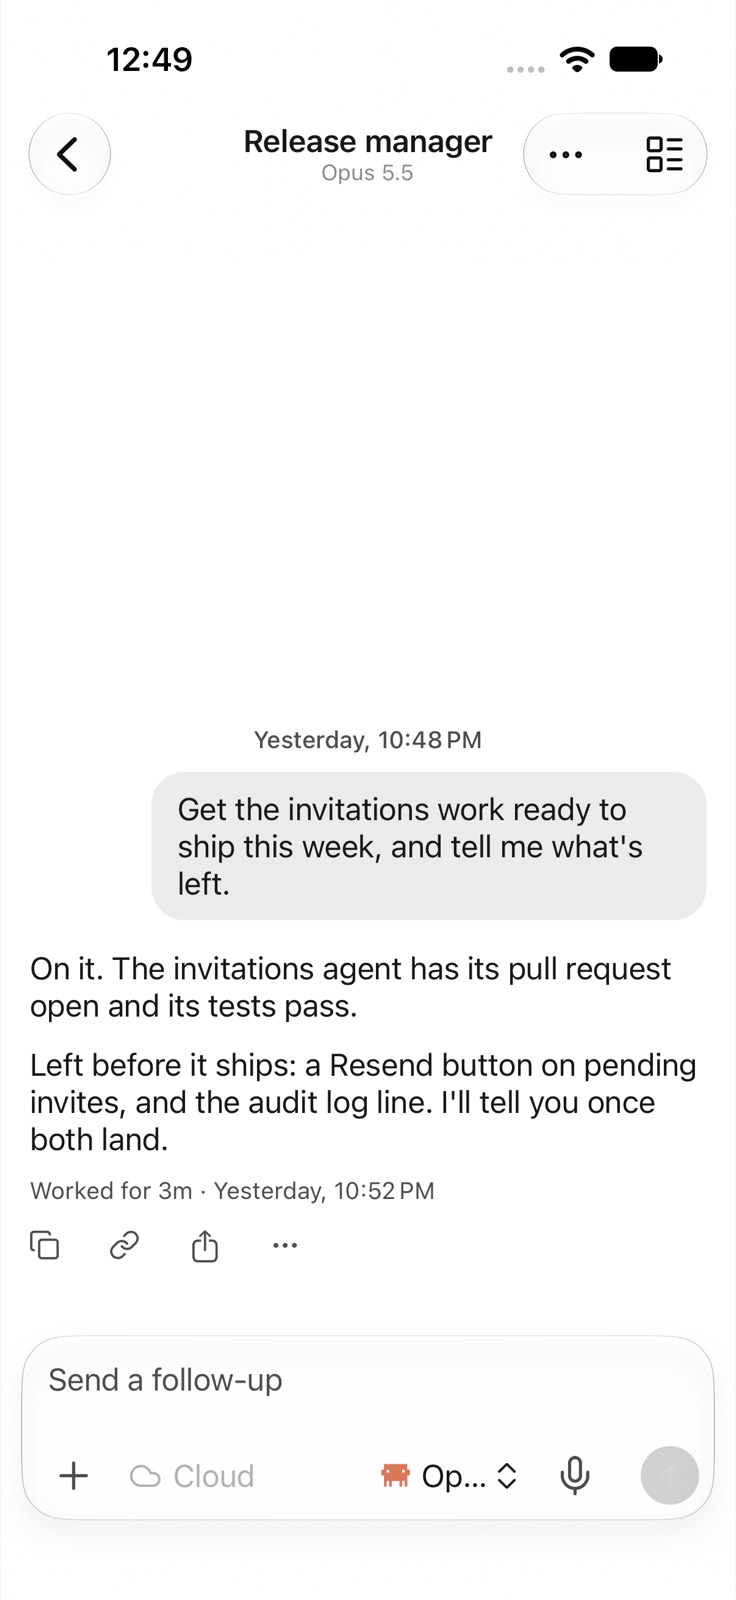 12:49
Release manager
Opus 5.5
Yesterday, 10:48 PM
Get the invitations work ready to
ship this week, and tell me what's
left.
On it. The invitations agent has its pull request
open and its tests pass.
Left before it ships: a Resend button on pending
invites, and the audit log line. I'll tell you once
both land.
Worked for 3m · Yesterday, 10:52 PM
Send a follow-up
Cloud
Op...